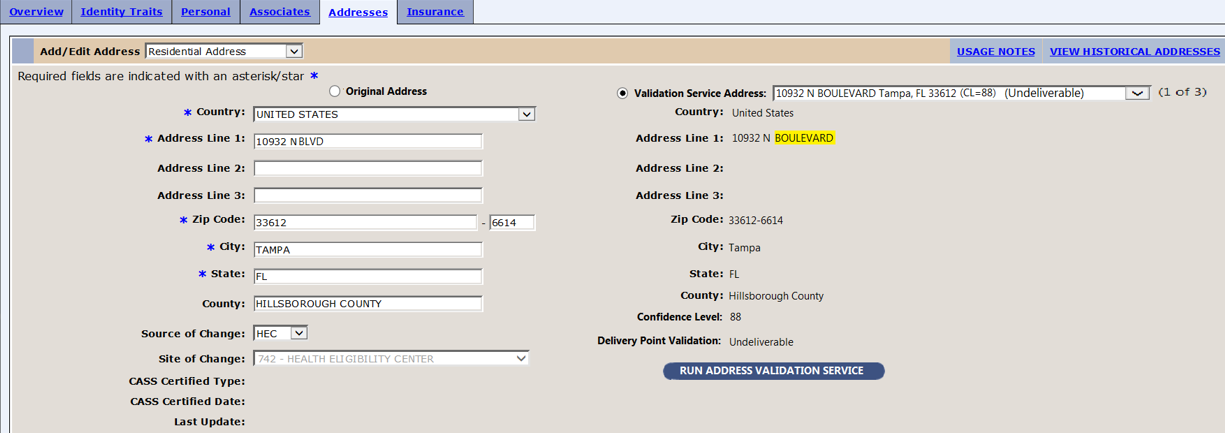 Overview Identity Traits Personal Associates Addresses Insurance
Add/Edit Address Residential Address USAGE NOTES VIEW HISTORICAL ADDRESSES
Required fields are indicated with an asterisk/star *
Original Address
Validation Service Address: 10932 N BOULEVARD Tampa, FL 33612 (CL=88) (Undeliverable) (1 of 3)
* Country: UNITED STATES Country: United States
* Address Line 1: 10932 NBLVD Address Line 1: 10932 N BOULEVARD
Address Line 2: Address Line 2:
Address Line 3: Address Line 3:
* Zip Code: 33612 - 6614 Zip Code: 33612-6614
* City: TAMPA City: Tampa
* State: FL State: FL
County: HILLSBOROUGH COUNTY County: Hillsborough County
Confidence Level: 88
Source of Change: HEC Delivery Point Validation: Undeliverable
Site of Change: 742 - HEALTH ELIGIBILITY CENTER
RUN ADDRESS VALIDATION SERVICE
CASS Certified Type:
CASS Certified Date:
Last Update: